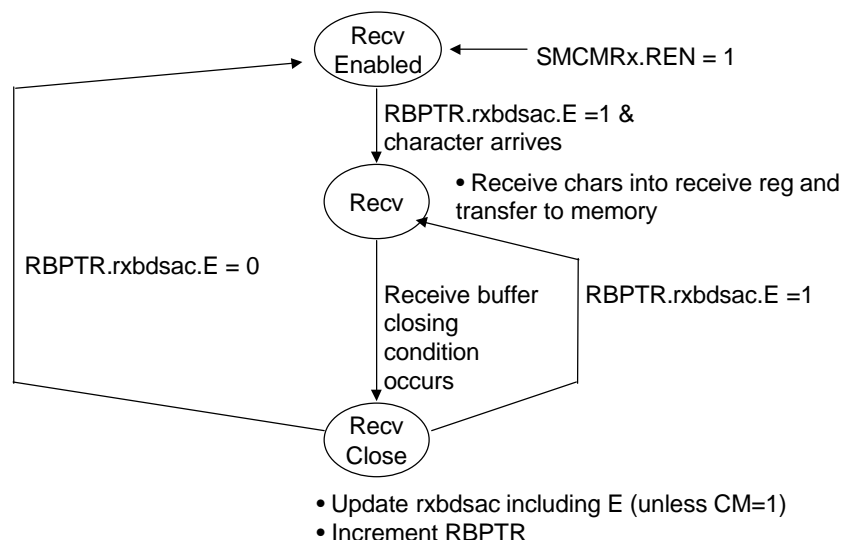 Recv
Enabled
SMCMRx.REN = 1
RBPTR.rxbdsac.E =1 &
character arrives
Recv
• Receive chars into receive reg and
transfer to memory
RBPTR.rxbdsac.E = 0
Receive buffer
closing
condition
occurs
RBPTR.rxbdsac.E =1
Recv
Close
• Update rxbdsac including E (unless CM=1)
• Increment RBPTR